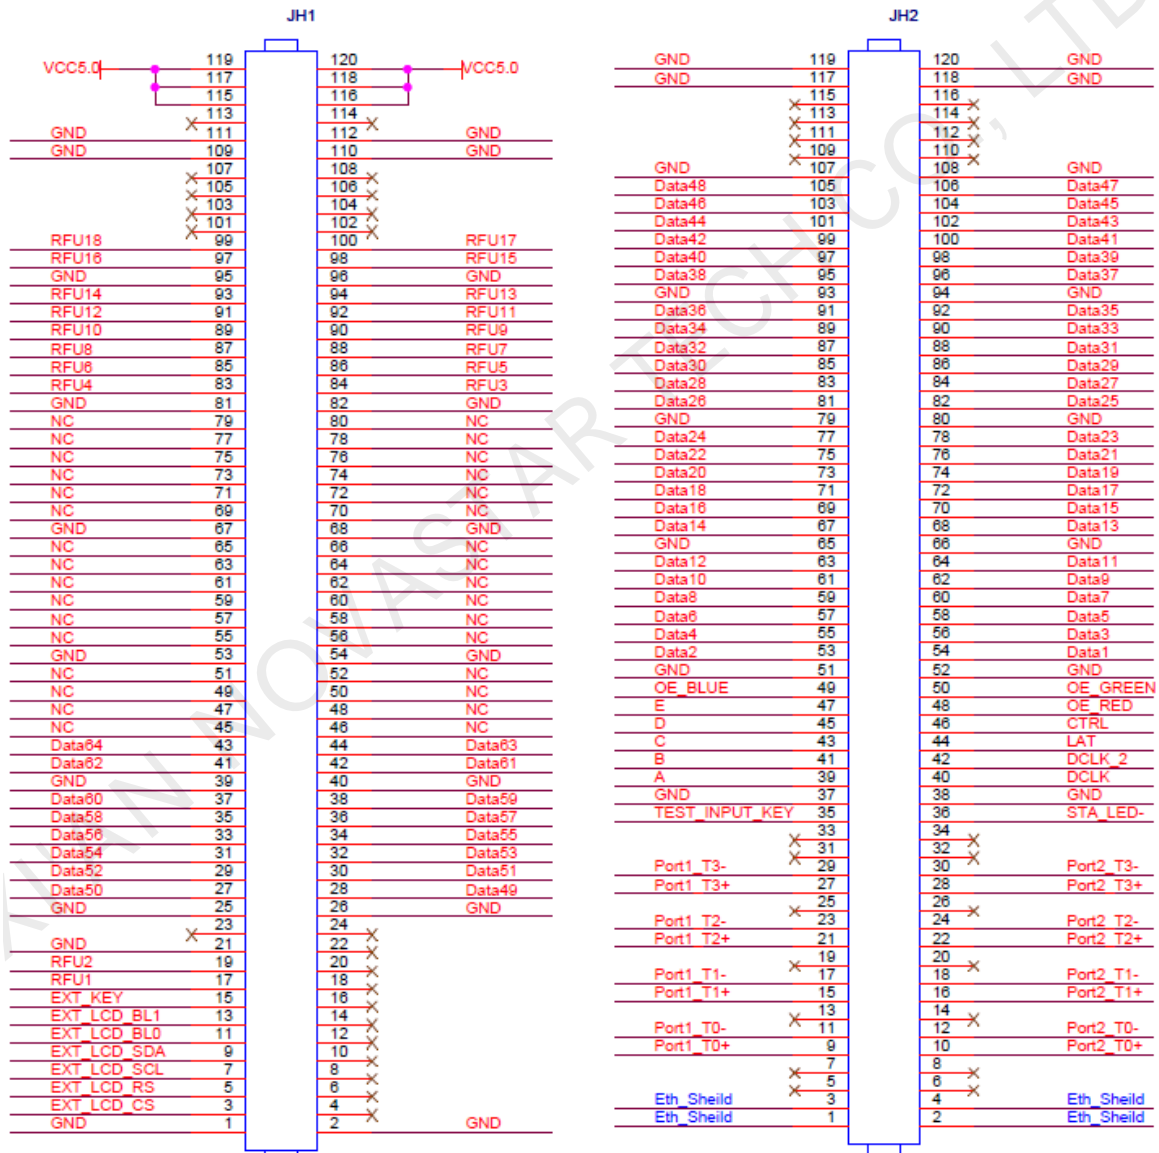 JH1
VCC5.0 119 120 VCC5.0
117 118
115 116
113 114
GND 111 112 GND
GND 109 110 GND
107 108
105 106
103 104
101 102
RFU18 99 100 RFU17
RFU16 97 98 RFU15
GND 95 96 GND
RFU14 93 94 RFU13
RFU12 91 92 RFU11
RFU10 89 90 RFU9
RFU8 87 88 RFU7
RFU6 85 86 RFU5
RFU4 83 84 RFU3
GND 81 82 GND
NC 79 80 NC
NC 77 78 NC
NC 75 76 NC
NC 73 74 NC
NC 71 72 NC
NC 69 70 NC
GND 67 68 GND
NC 65 66 NC
NC 63 64 NC
NC 61 62 NC
NC 59 60 NC
NC 57 58 NC
NC 55 56 NC
GND 53 54 GND
NC 51 52 NC
NC 49 50 NC
NC 47 48 NC
NC 45 46 NC
Data64 43 44 Data63
Data62 41 42 Data61
GND 39 40 GND
Data60 37 38 Data59
Data58 35 36 Data57
Data56 33 34 Data55
Data54 31 32 Data53
Data52 29 30 Data51
Data50 27 28 Data49
GND 25 26 GND
23 24
GND 21 22
RFU2 19 20
RFU1 17 18
EXT_KEY 15 16
EXT_LCD_BL1 13 14
EXT_LCD_BL0 11 12
EXT_LCD_SDA 9 10
EXT_LCD_SCL 7 8
EXT_LCD_RS 5 6
EXT_LCD_CS 3 4
GND 1 2 GND
JH2
GND 119 120 GND
GND 117 118 GND
115 116
113 114
111 112
109 110
GND 107 108 GND
Data48 105 106 Data47
Data46 103 104 Data45
Data44 101 102 Data43
Data42 99 100 Data41
Data40 97 98 Data39
Data38 95 96 Data37
GND 93 94 GND
Data36 91 92 Data35
Data34 89 90 Data33
Data32 87 88 Data31
Data30 85 86 Data29
Data28 83 84 Data27
Data26 81 82 Data25
GND 79 80 GND
Data24 77 78 Data23
Data22 75 76 Data21
Data20 73 74 Data19
Data18 71 72 Data17
Data16 69 70 Data15
Data14 67 68 Data13
GND 65 66 GND
Data12 63 64 Data11
Data10 61 62 Data9
Data8 59 60 Data7
Data6 57 58 Data5
Data4 55 56 Data3
Data2 53 54 Data1
GND 51 52 GND
OE_BLUE 49 50 OE_GREEN
E 47 48 OE_RED
D 45 46 CTRL
C 43 44 LAT
B 41 42 DCLK_2
A 39 40 DCLK
GND 37 38 GND
TEST_INPUT_KEY 35 36 STA_LED-
33 34
31 32
Port1_T3- 29 30 Port2_T3-
Port1_T3+ 27 28 Port2_T3+
25 26
Port1_T2- 23 24 Port2_T2-
Port1_T2+ 21 22 Port2_T2+
19 20
Port1_T1- 17 18 Port2_T1-
Port1_T1+ 15 16 Port2_T1+
13 14
Port1_T0- 11 12 Port2_T0-
Port1_T0+ 9 10 Port2_T0+
7 8
5 6
Eth_Sheild 3 4 Eth_Sheild
Eth_Sheild 1 2 Eth_Sheild
NOVASTAR TECH CO., LTD